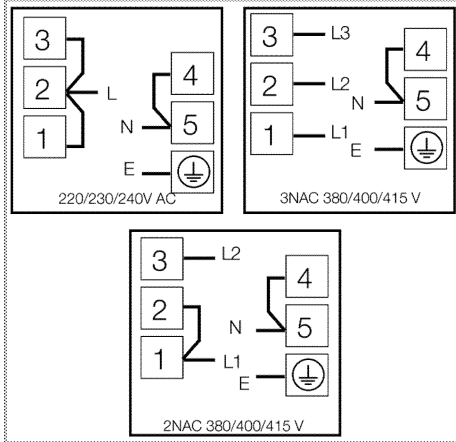 3
2 L
1
4
N 5
E
220/230/240V AC
3 L3
2 L2
1 L1
4
N 5
E
3NAC 380/400/415 V
3 L2
2
1 L1
4
N 5
E
2NAC 380/400/415 V